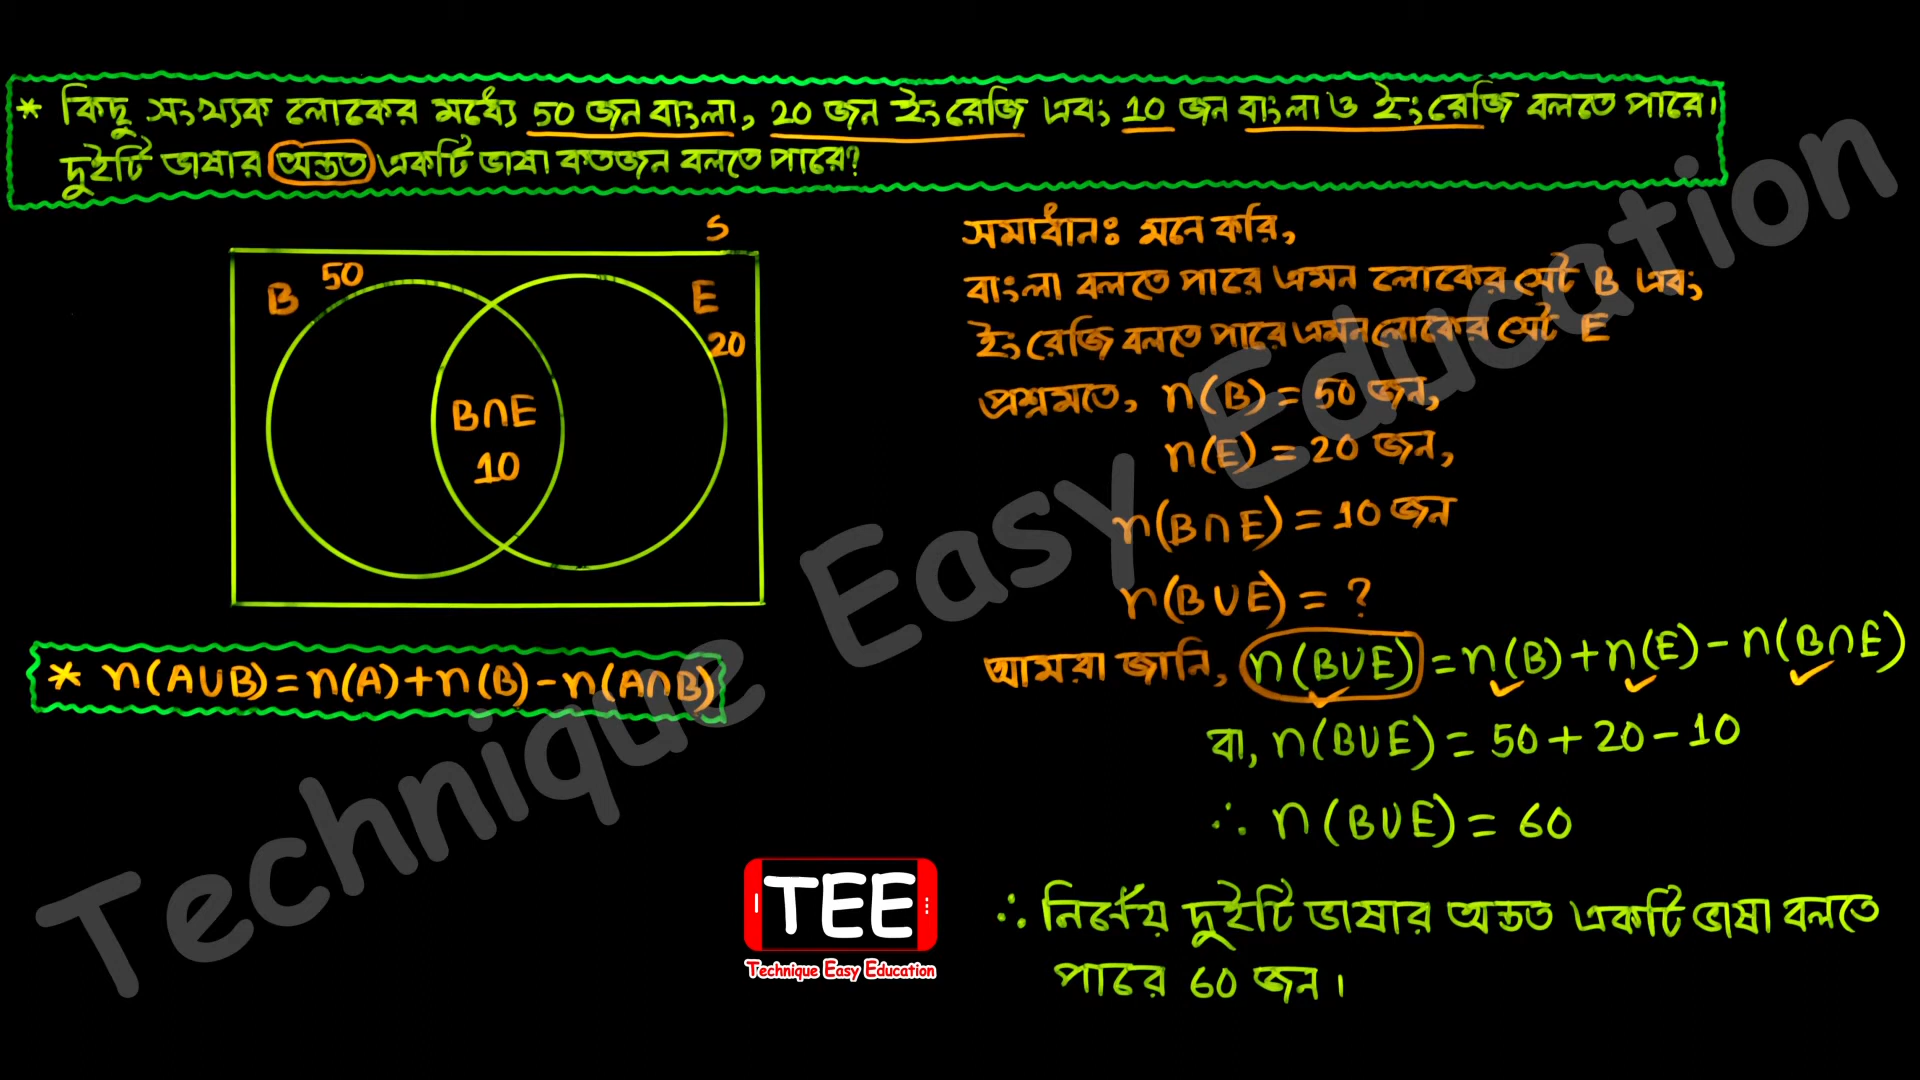 * কিছু সংখ্যক লোকের মধ্যে 50 জন বাংলা, 20 জন ইংরেজি এবং 10 জন বাংলা ও ইংরেজি বলতে পারে।
দুইটি ভাষার অন্তত একটি ভাষা কতজন বলতে পারে?
S
B 50
E
20
B∩E
10
* n(A∪B)=n(A)+n(B)-n(A∩B)
সমাধানঃ মনে করি,
বাংলা বলতে পারে এমন লোকের সেট B এবং
ইংরেজি বলতে পারে এমন লোকের সেট E
প্রশ্নমতে, n(B)=50 জন,
n(E)=20 জন,
n(B∩E)=10 জন
n(B∪E)=?
আমরা জানি, n(B∪E)=n(B)+n(E)-n(B∩E)
বা, n(B∪E)=50+20-10
∴ n(B∪E)=60
∴ নির্ণেয় দুইটি ভাষার অন্তত একটি ভাষা বলতে
পারে 60 জন।
TEE
Technique Easy Education
Technique Easy Education